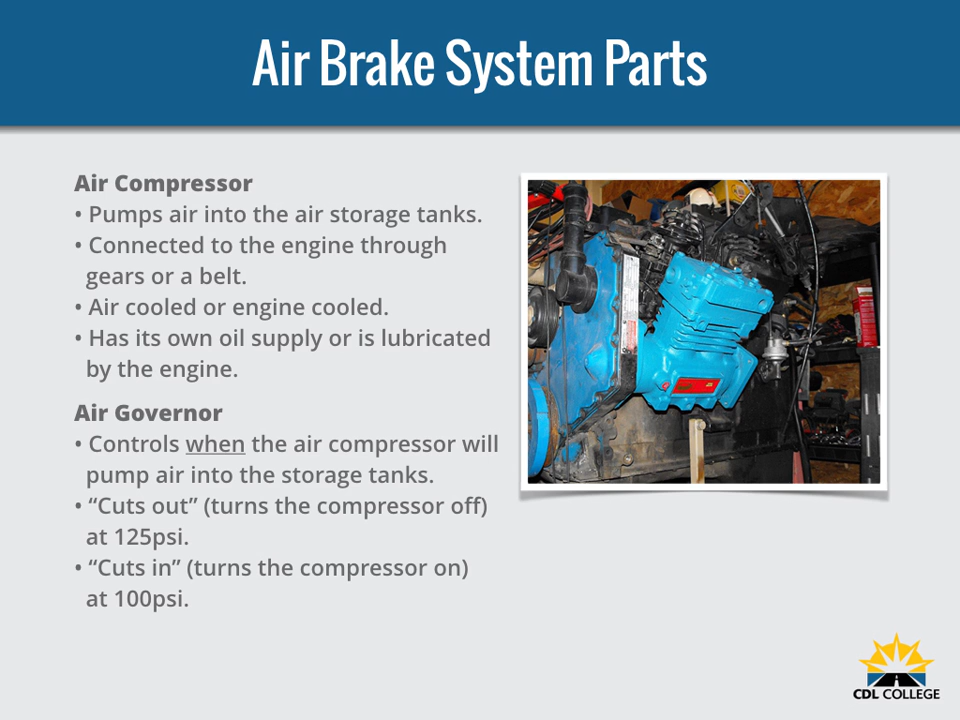 Air Brake System Parts
Air Compressor
• Pumps air into the air storage tanks.
• Connected to the engine through
gears or a belt.
• Air cooled or engine cooled.
• Has its own oil supply or is lubricated
by the engine.
Air Governor
• Controls when the air compressor will
pump air into the storage tanks.
• “Cuts out” (turns the compressor off)
at 125psi.
• “Cuts in” (turns the compressor on)
at 100psi.
CDL COLLEGE